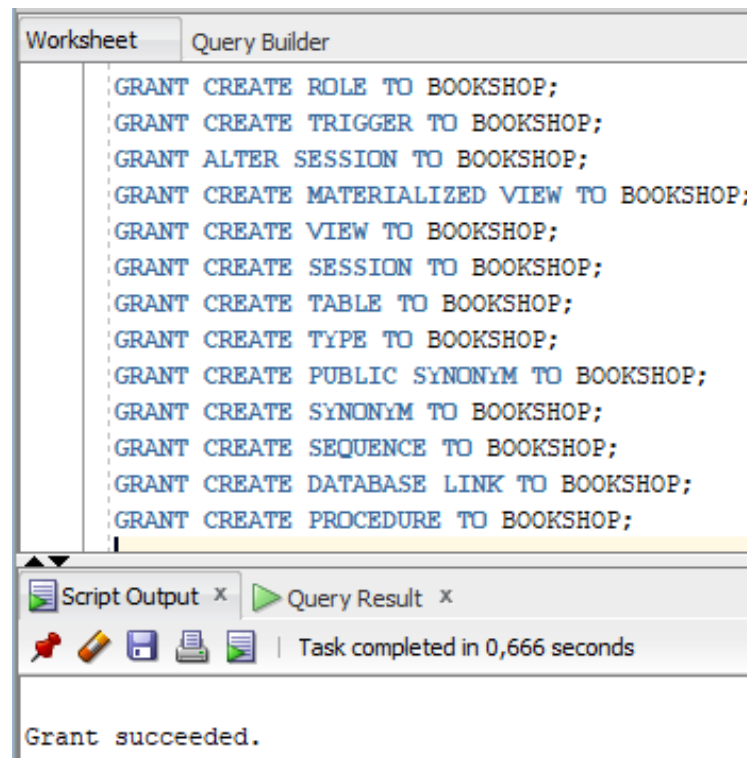 Worksheet Query Builder
GRANT CREATE ROLE TO BOOKSHOP;
GRANT CREATE TRIGGER TO BOOKSHOP;
GRANT ALTER SESSION TO BOOKSHOP;
GRANT CREATE MATERIALIZED VIEW TO BOOKSHOP;
GRANT CREATE VIEW TO BOOKSHOP;
GRANT CREATE SESSION TO BOOKSHOP;
GRANT CREATE TABLE TO BOOKSHOP;
GRANT CREATE TYPE TO BOOKSHOP;
GRANT CREATE PUBLIC SYNONYM TO BOOKSHOP;
GRANT CREATE SYNONYM TO BOOKSHOP;
GRANT CREATE SEQUENCE TO BOOKSHOP;
GRANT CREATE DATABASE LINK TO BOOKSHOP;
GRANT CREATE PROCEDURE TO BOOKSHOP;
Script Output x Query Result x
Task completed in 0,666 seconds
Grant succeeded.